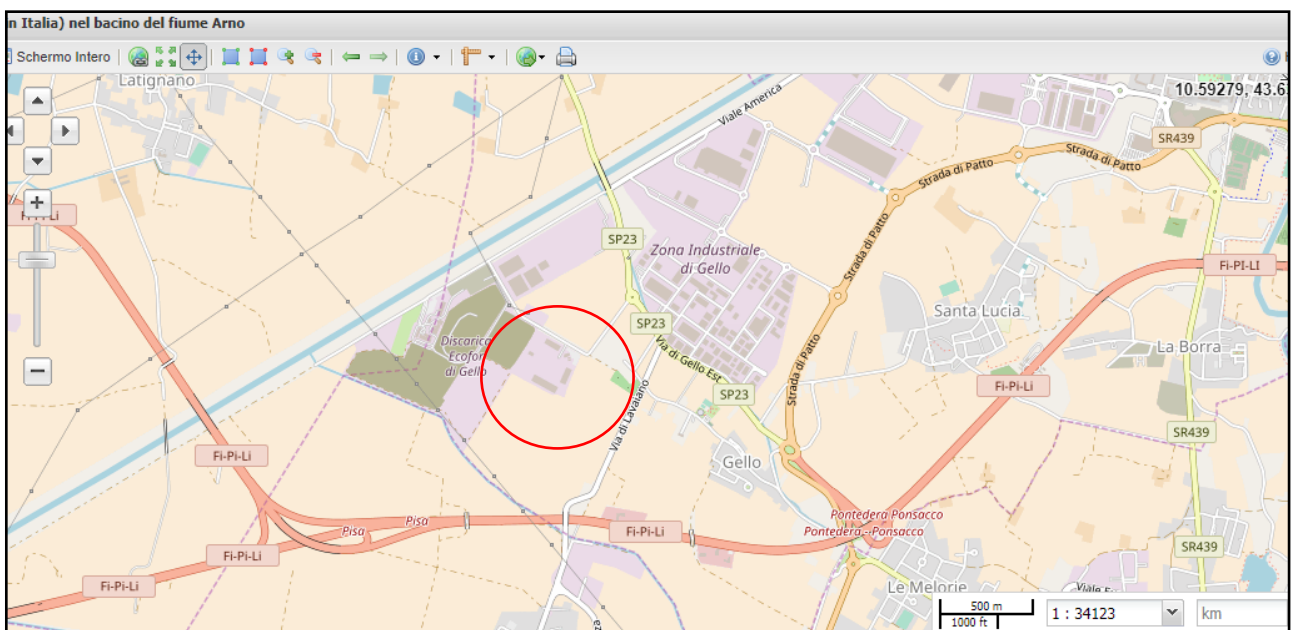 n Italia) nel bacino del fiume Arno
Schermo Intero
Latignano
10.59279, 43.6
Viale America
SR439
Strada di Patto
Strada di Patto
Fi-Pi-Li
SP23
Zona Industriale
di Gello
Strada di Patto
Fi-PI-LI
Santa Lucia
SP23
Discarica
Ecofor
di Gello
Via di Gello Est
Strada di Patto
La Borra
Fi-Pi-Li
SP23
Via di Lavaiano
SR439
Fi-Pi-Li
Gello
Pisa
Pisa
Fi-Pi-Li
Pontedera Ponsacco
Pontedera - Ponsacco
SR439
Fi-Pi-Li
Fi-Pi-Li
Le Melorie
Viale
500 m
1000 ft
1 : 34123
km